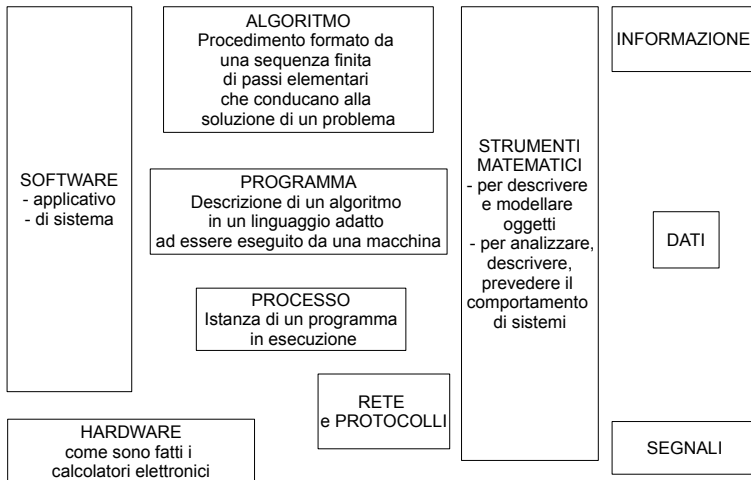 SOFTWARE
- applicativo
- di sistema
ALGORITMO
Procedimento formato da
una sequenza finita
di passi elementari
che conducano alla
soluzione di un problema
PROGRAMMA
Descrizione di un algoritmo
in un linguaggio adatto
ad essere eseguito da una macchina
PROCESSO
Istanza di un programma
in esecuzione
RETE
e PROTOCOLLI
HARDWARE
come sono fatti i
calcolatori elettronici
STRUMENTI
MATEMATICI
- per descrivere
e modellare
oggetti
- per analizzare,
descrivere,
prevedere il
comportamento
di sistemi
INFORMAZIONE
DATI
SEGNALI